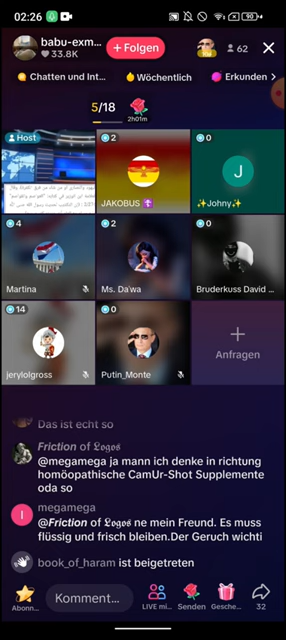 02:26
90
babu-exm...
33.8K
+ Folgen
62
Chatten und Int...
Wöchentlich
Erkunden
5/18
2h01m
Host
2
JAKOBUS
0
J
✨Johny✨
4
Martina
2
Ms. Da'wa
0
Bruderkuss David ...
14
jerylolgross
0
Putin_Monte
+
Anfragen
Das ist echt so
Friction of 𝕷𝖔𝖌𝖔𝖘
@megamega ja mann ich denke in richtung
homöopathische CamUr-Shot Supplemente
oda so
I
megamega
@Friction of 𝕷𝖔𝖌𝖔𝖘 ne mein Freund. Es muss
flüssig und frisch bleiben.Der Geruch wichti
book_of_haram ist beigetreten
Abonn...
Kommentar...
LIVE mi...
Senden
Gesche...
32